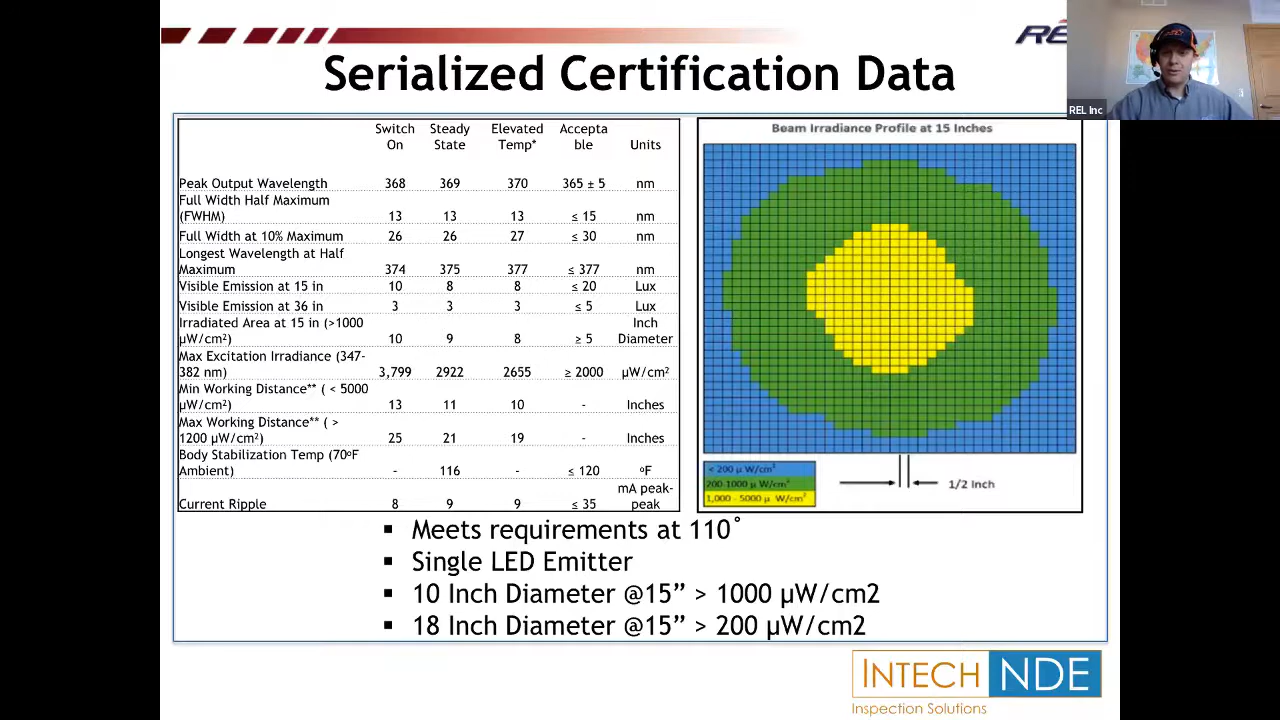 RE
Serialized Certification Data
REL Inc
Switch On Steady State Elevated Temp* Accepta ble Units
Peak Output Wavelength 368 369 370 365 ± 5 nm
Full Width Half Maximum
(FWHM) 13 13 13 ≤ 15 nm
Full Width at 10% Maximum 26 26 27 ≤ 30 nm
Longest Wavelength at Half
Maximum 374 375 377 ≤ 377 nm
Visible Emission at 15 in 10 8 8 ≤ 20 Lux
Visible Emission at 36 in 3 3 3 ≤ 5 Lux
Irradiated Area at 15 in (>1000
µW/cm²) 10 9 8 ≥ 5 Inch Diameter
Max Excitation Irradiance (347-
382 nm) 3,799 2922 2655 ≥ 2000 µW/cm²
Min Working Distance** ( < 5000
µW/cm²) 13 11 10 - Inches
Max Working Distance** ( >
1200 µW/cm²) 25 21 19 - Inches
Body Stabilization Temp (70ºF
Ambient) - 116 - ≤ 120 ºF
Current Ripple 8 9 9 ≤ 35 mA peak-peak
Beam Irradiance Profile at 15 Inches
< 200 µ W/cm²
200-1000 µ W/cm²
1,000 - 5000 µ W/cm²
1/2 Inch
▪ Meets requirements at 110˚
▪ Single LED Emitter
▪ 10 Inch Diameter @15” > 1000 µW/cm2
▪ 18 Inch Diameter @15” > 200 µW/cm2
INTECH NDE
Inspection Solutions